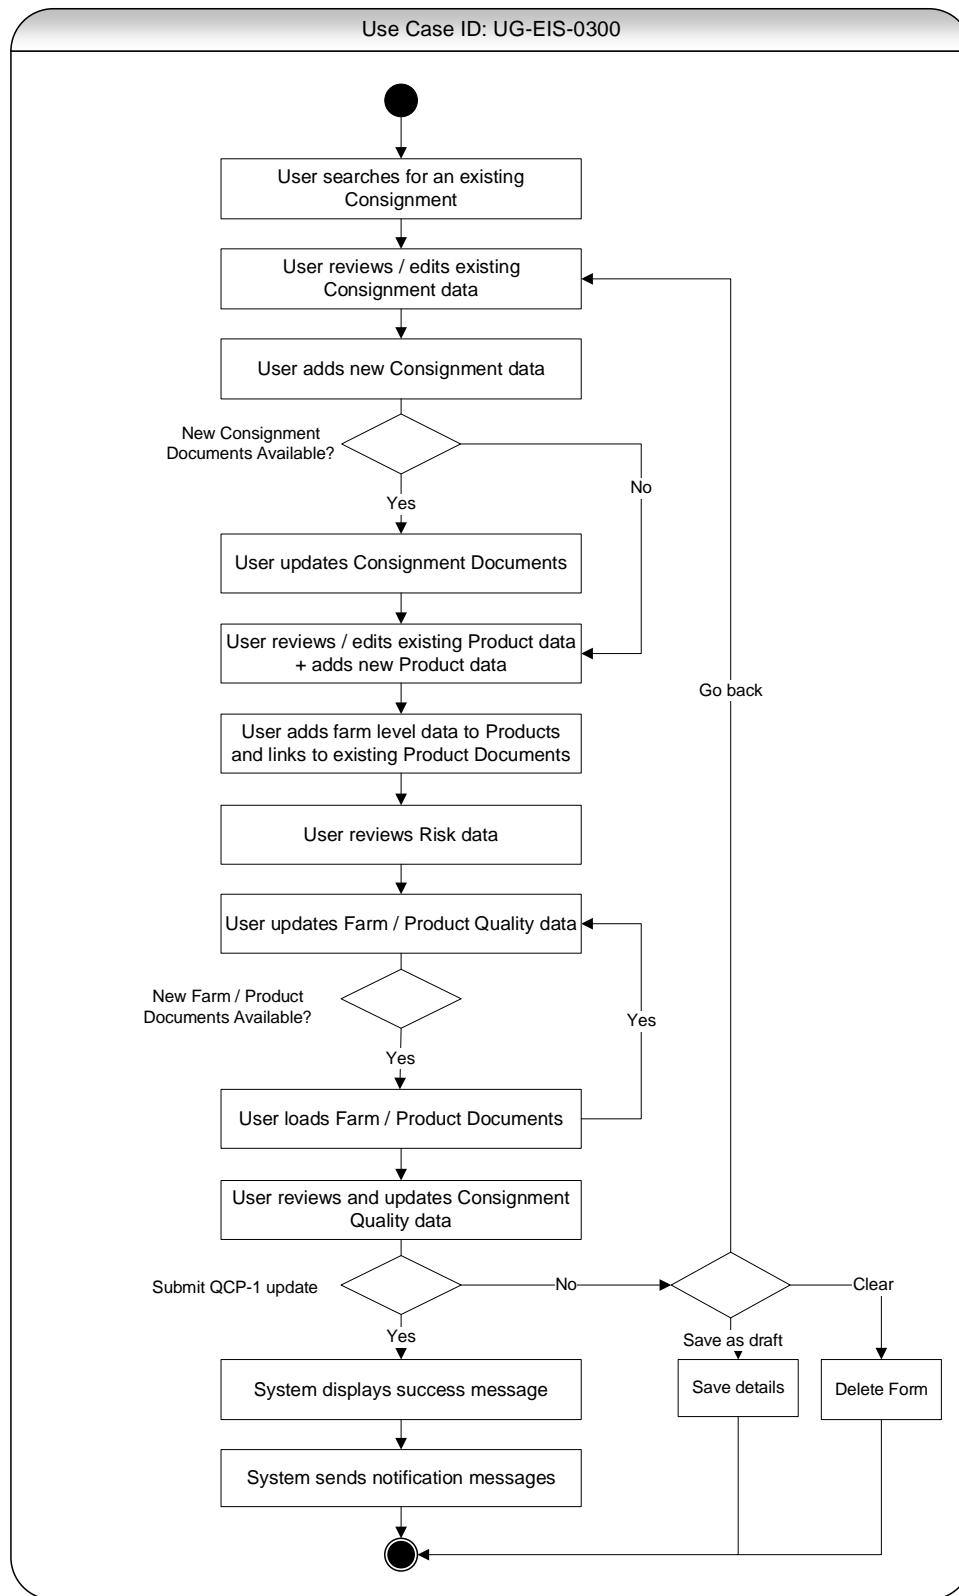 Use Case ID: UG-EIS-0300
User searches for an existing
Consignment
User reviews / edits existing
Consignment data
User adds new Consignment data
New Consignment
Documents Available?
No
Yes
User updates Consignment Documents
User reviews / edits existing Product data
+ adds new Product data
Go back
User adds farm level data to Products
and links to existing Product Documents
User reviews Risk data
User updates Farm / Product Quality data
New Farm / Product
Documents Available?
Yes
Yes
User loads Farm / Product Documents
User reviews and updates Consignment
Quality data
Submit QCP-1 update
No
Clear
Yes
Save as draft
System displays success message
Save details
Delete Form
System sends notification messages